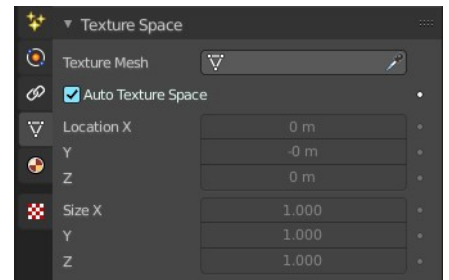 Texture Space
Texture Mesh
Auto Texture Space
Location X 0 m
Y -0 m
Z 0 m
Size X 1.000
Y 1.000
Z 1.000